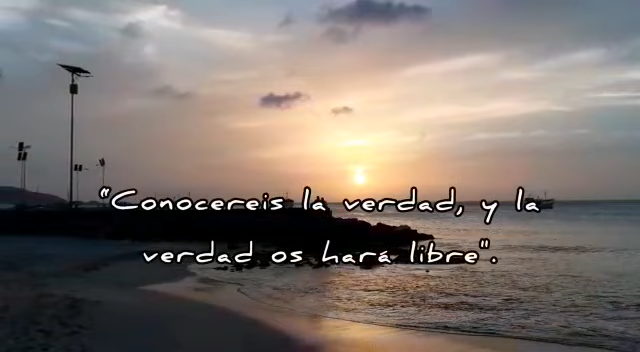 "Conocereis la verdad, y la
verdad os hará libre".